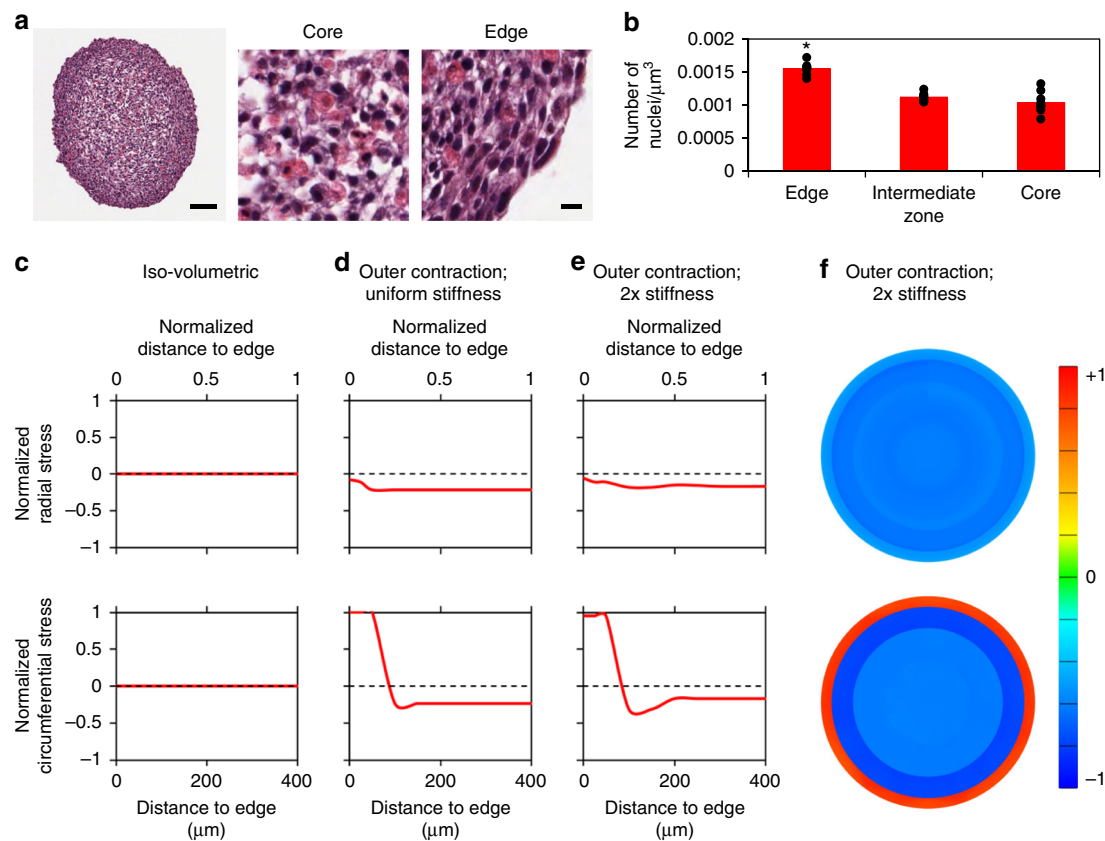 a
Core
Edge
b
Number of
nuclei/μm³
0.002
0.0015
0.001
0.0005
0
*
Edge
Intermediate
zone
Core
c
Iso-volumetric
Normalized
distance to edge
0 0.5 1
Normalized
radial stress
1
0.5
0
−0.5
−1
Normalized
circumferential stress
1
0.5
0
−0.5
−1
0 200 400
Distance to edge
(μm)
d
Outer contraction;
uniform stiffness
Normalized
distance to edge
0 0.5 1
0 200 400
Distance to edge
(μm)
e
Outer contraction;
2x stiffness
Normalized
distance to edge
0 0.5 1
0 200 400
Distance to edge
(μm)
f
Outer contraction;
2x stiffness
+1
0
−1